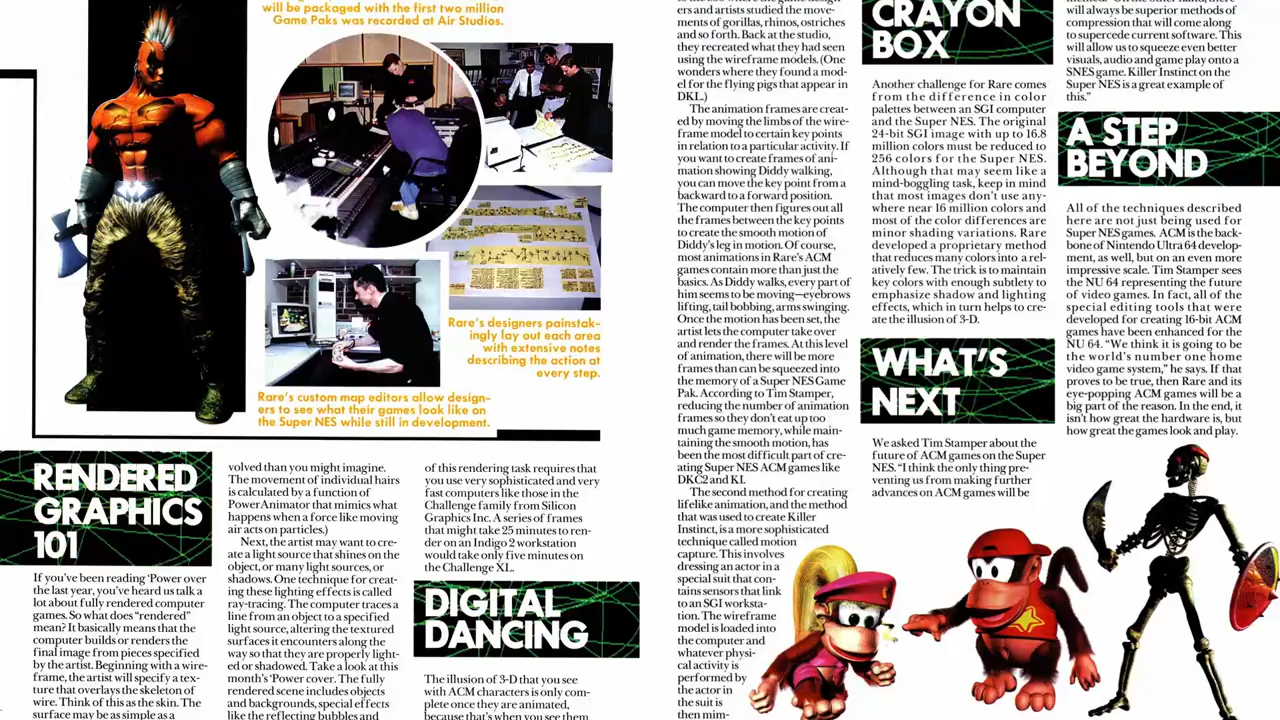 will be packaged with the first two million
Game Paks was recorded at Air Studios.
Rare's designers painstak-
ingly lay out each area
with extensive notes
describing the action at
every step.
Rare's custom map editors allow design-
ers to see what their games look like on
the Super NES while still in development.
RENDERED
GRAPHICS
101
If you've been reading 'Power over
the last year, you've heard us talk a
lot about fully rendered computer
games. So what does “rendered”
mean? It basically means that the
computer builds or renders the
final image from pieces specified
by the artist. Beginning with a wire-
frame, the artist will specify a tex-
ture that overlays the skeleton of
wire. Think of this as the skin. The
surface may be as simple as a
volved than you might imagine.
The movement of individual hairs
is calculated by a function of
PowerAnimator that mimics what
happens when a force like moving
air acts on particles.)
Next, the artist may want to cre-
ate a light source that shines on the
object, or many light sources, or
shadows. One technique for creat-
ing these lighting effects is called
ray-tracing. The computer traces a
line from an object to a specified
light source, altering the textured
surfaces it encounters along the
way so that they are properly light-
ed or shadowed. Take a look at this
month's 'Power cover. The fully
rendered scene includes objects
and backgrounds, special effects
like the reflecting bubbles and
of this rendering task requires that
you use very sophisticated and very
fast computers like those in the
Challenge family from Silicon
Graphics Inc. A series of frames
that might take 25 minutes to ren-
der on an Indigo 2 workstation
would take only five minutes on
the Challenge XL.
DIGITAL
DANCING
The illusion of 3-D that you see
with ACM characters is only com-
plete once they are animated,
because that's when you see them
ers and artists studied the move-
ments of gorillas, rhinos, ostriches
and so forth. Back at the studio,
they recreated what they had seen
using the wireframe models. (One
wonders where they found a mod-
el for the flying pigs that appear in
DKL.)
The animation frames are creat-
ed by moving the limbs of the wire-
frame model to certain key points
in relation to a particular activity. If
you want to create frames of ani-
mation showing Diddy walking,
you can move the key point from a
backward to a forward position.
The computer then figures out all
the frames between the key points
to create the smooth motion of
Diddy's leg in motion. Of course,
most animations in Rare's ACM
games contain more than just the
basics. As Diddy walks, every part of
him seems to be moving—eyebrows
lifting, tail bobbing, arms swinging.
Once the motion has been set, the
artist lets the computer take over
and render the frames. At this level
of animation, there will be more
frames than can be squeezed into
the memory of a Super NES Game
Pak. According to Tim Stamper,
reducing the number of animation
frames so they don't eat up too
much game memory, while main-
taining the smooth motion, has
been the most difficult part of cre-
ating Super NES ACM games like
DKC2 and KI.
The second method for creating
lifelike animation, and the method
that was used to create Killer
Instinct, is a more sophisticated
technique called motion
capture. This involves
dressing an actor in a
special suit that con-
tains sensors that link
to an SGI worksta-
tion. The wireframe
model is loaded into
the computer and
whatever physi-
cal activity is
performed by
the actor in
the suit is
then mim-
CRAYON
BOX
Another challenge for Rare comes
from the difference in color
palettes between an SGI computer
and the Super NES. The original
24-bit SGI image with up to 16.8
million colors must be reduced to
256 colors for the Super NES.
Although that may seem like a
mind-boggling task, keep in mind
that most images don't use any-
where near 16 million colors and
most of the color differences are
minor shading variations. Rare
developed a proprietary method
that reduces many colors into a rel-
atively few. The trick is to maintain
key colors with enough subtlety to
emphasize shadow and lighting
effects, which in turn helps to cre-
ate the illusion of 3-D.
WHAT'S
NEXT
We asked Tim Stamper about the
future of ACM games on the Super
NES. “I think the only thing pre-
venting us from making further
advances on ACM games will be
will always be superior methods of
compression that will come along
to supercede current software. This
will allow us to squeeze even better
visuals, audio and game play onto a
SNES game. Killer Instinct on the
Super NES is a great example of
this.”
A STEP
BEYOND
All of the techniques described
here are not just being used for
Super NES games. ACM is the back-
bone of Nintendo Ultra 64 develop-
ment, as well, but on an even more
impressive scale. Tim Stamper sees
the NU 64 representing the future
of video games. In fact, all of the
special editing tools that were
developed for creating 16-bit ACM
games have been enhanced for the
NU 64. “We think it is going to be
the world's number one home
video game system,” he says. If that
proves to be true, then Rare and its
eye-popping ACM games will be a
big part of the reason. In the end, it
isn't how great the hardware is, but
how great the games look and play.